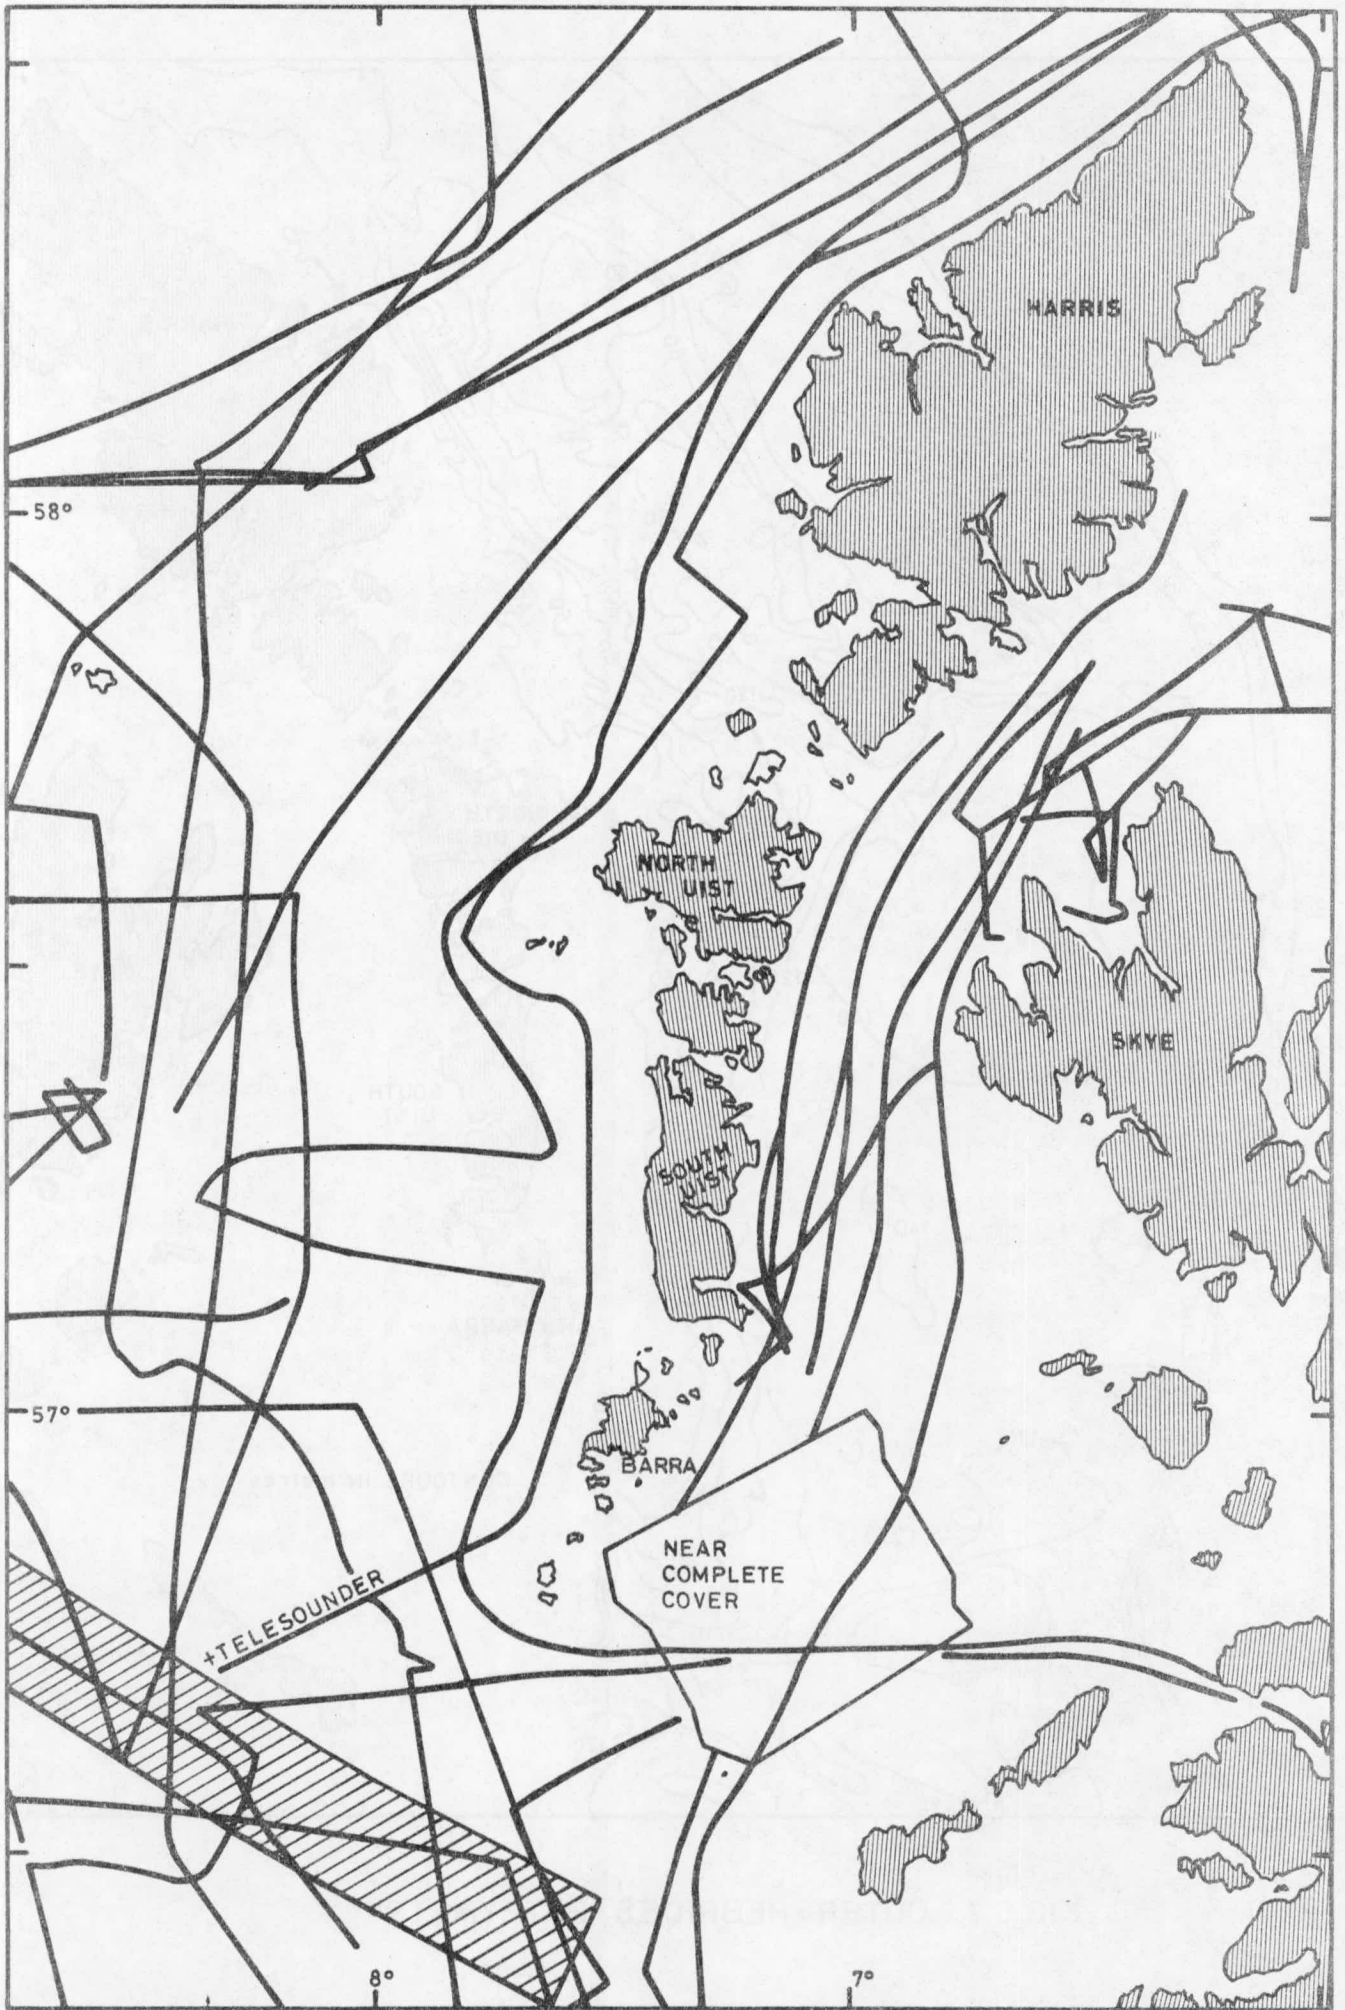 HARRIS
58°
NORTH
UIST
SKYE
SOUTH
UIST
57°
BARRA
NEAR
COMPLETE
COVER
+TELESOUNDER
8°
7°